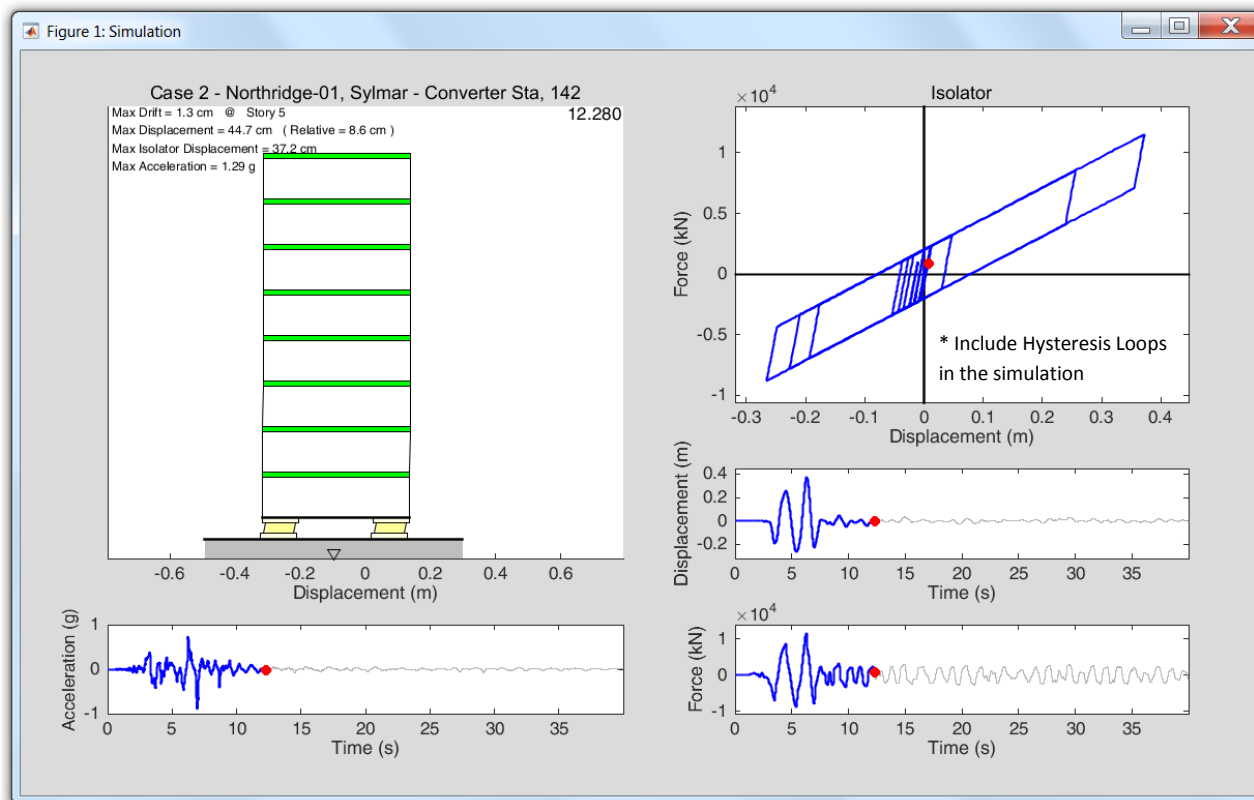 Figure 1: Simulation
Case 2 - Northridge-01, Sylmar - Converter Sta, 142
Max Drift = 1.3 cm @ Story 5
12.280
Max Displacement = 44.7 cm ( Relative = 8.6 cm )
Max Isolator Displacement = 37.2 cm
Max Acceleration = 1.29 g
-0.6 -0.4 -0.2 0 0.2 0.4 0.6
Displacement (m)
×10⁴
Isolator
1
0.5
0
-0.5
-1
Force (kN)
* Include Hysteresis Loops
in the simulation
-0.3 -0.2 -0.1 0 0.1 0.2 0.3 0.4
Displacement (m)
0.4
0.2
0
-0.2
Displacement (m)
0 5 10 15 20 25 30 35
Time (s)
1
0
-1
Acceleration (g)
0 5 10 15 20 25 30 35
Time (s)
×10⁴
1
0
-1
Force (kN)
0 5 10 15 20 25 30 35
Time (s)